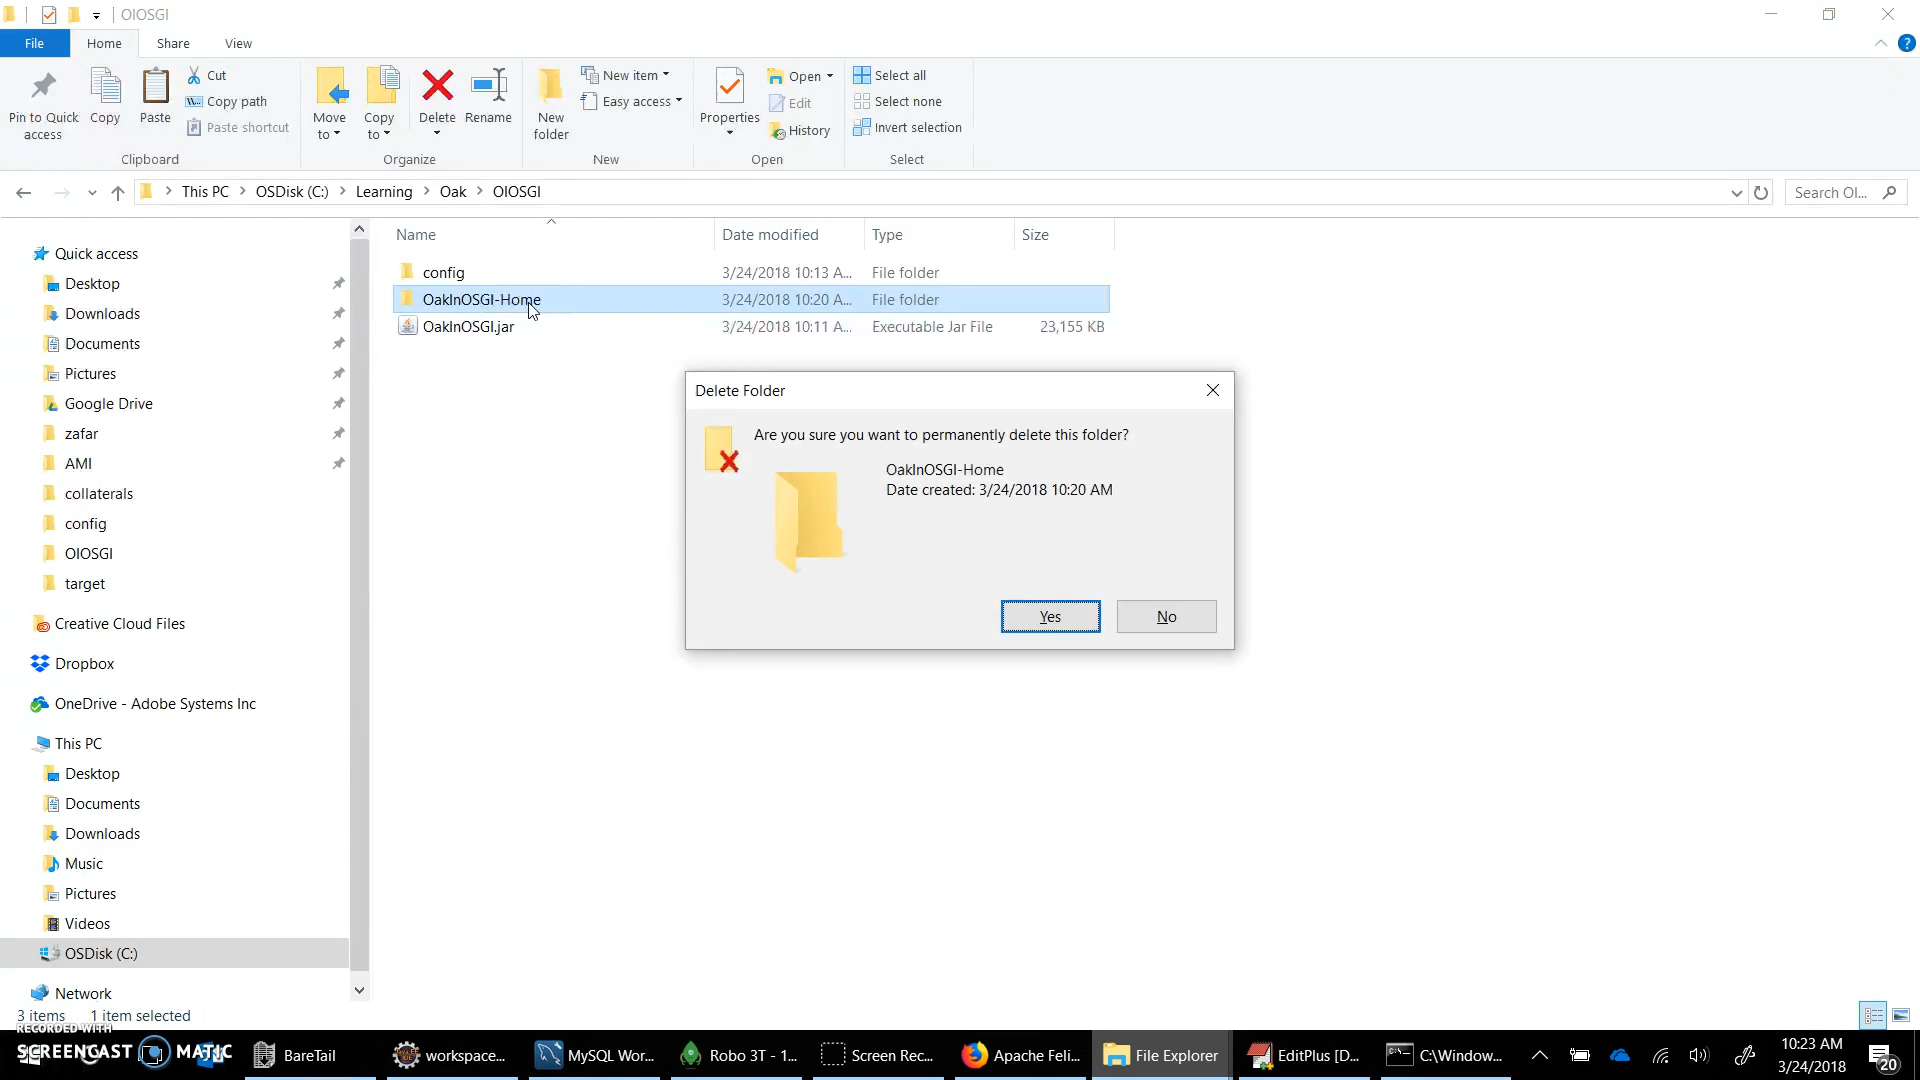 OIOSGI
File Home Share View
Pin to Quick access
Copy
Paste
Cut
Copy path
Paste shortcut
Clipboard
Move to
Copy to
Delete
Rename
Organize
New folder
New item
Easy access
New
Properties
Open
Edit
History
Open
Select all
Select none
Invert selection
Select
This PC > OSDisk (C:) > Learning > Oak > OIOSGI
Search OI...
Name Date modified Type Size
config 3/24/2018 10:13 A... File folder
OakInOSGI-Home 3/24/2018 10:20 A... File folder
OakInOSGI.jar 3/24/2018 10:11 A... Executable Jar File 23,155 KB
Quick access
Desktop
Downloads
Documents
Pictures
Google Drive
zafar
AMI
collaterals
config
OIOSGI
target
Creative Cloud Files
Dropbox
OneDrive - Adobe Systems Inc
This PC
Desktop
Documents
Downloads
Music
Pictures
Videos
OSDisk (C:)
Network
Delete Folder
Are you sure you want to permanently delete this folder?
OakInOSGI-Home
Date created: 3/24/2018 10:20 AM
Yes No
3 items 1 item selected
RECORDED WITH
SCREENCAST MATIC
BareTail
workspace...
MySQL Wor...
Robo 3T - 1...
Screen Rec...
Apache Feli...
File Explorer
EditPlus [D...
C:\Window...
10:23 AM
3/24/2018
20